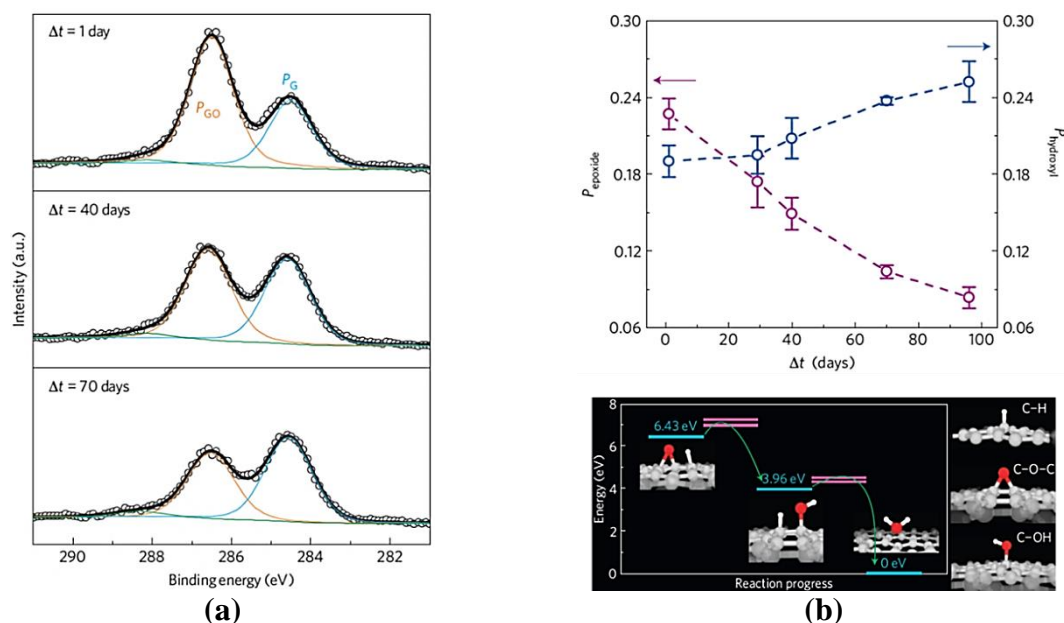 Δt = 1 day
P_GO
P_G
Δt = 40 days
Δt = 70 days
Intensity (a.u.)
290 288 286 284 282
Binding energy (eV)
(a)
0.30
0.24
0.18
0.12
0.06
P_epoxide
0.30
0.24
0.18
0.12
0.06
P_hydroxyl
0 20 40 60 80 100
Δt (days)
8
6
4
2
0
Energy (eV)
6.43 eV
3.96 eV
0 eV
Reaction progress
C–H
C–O–C
C–OH
(b)